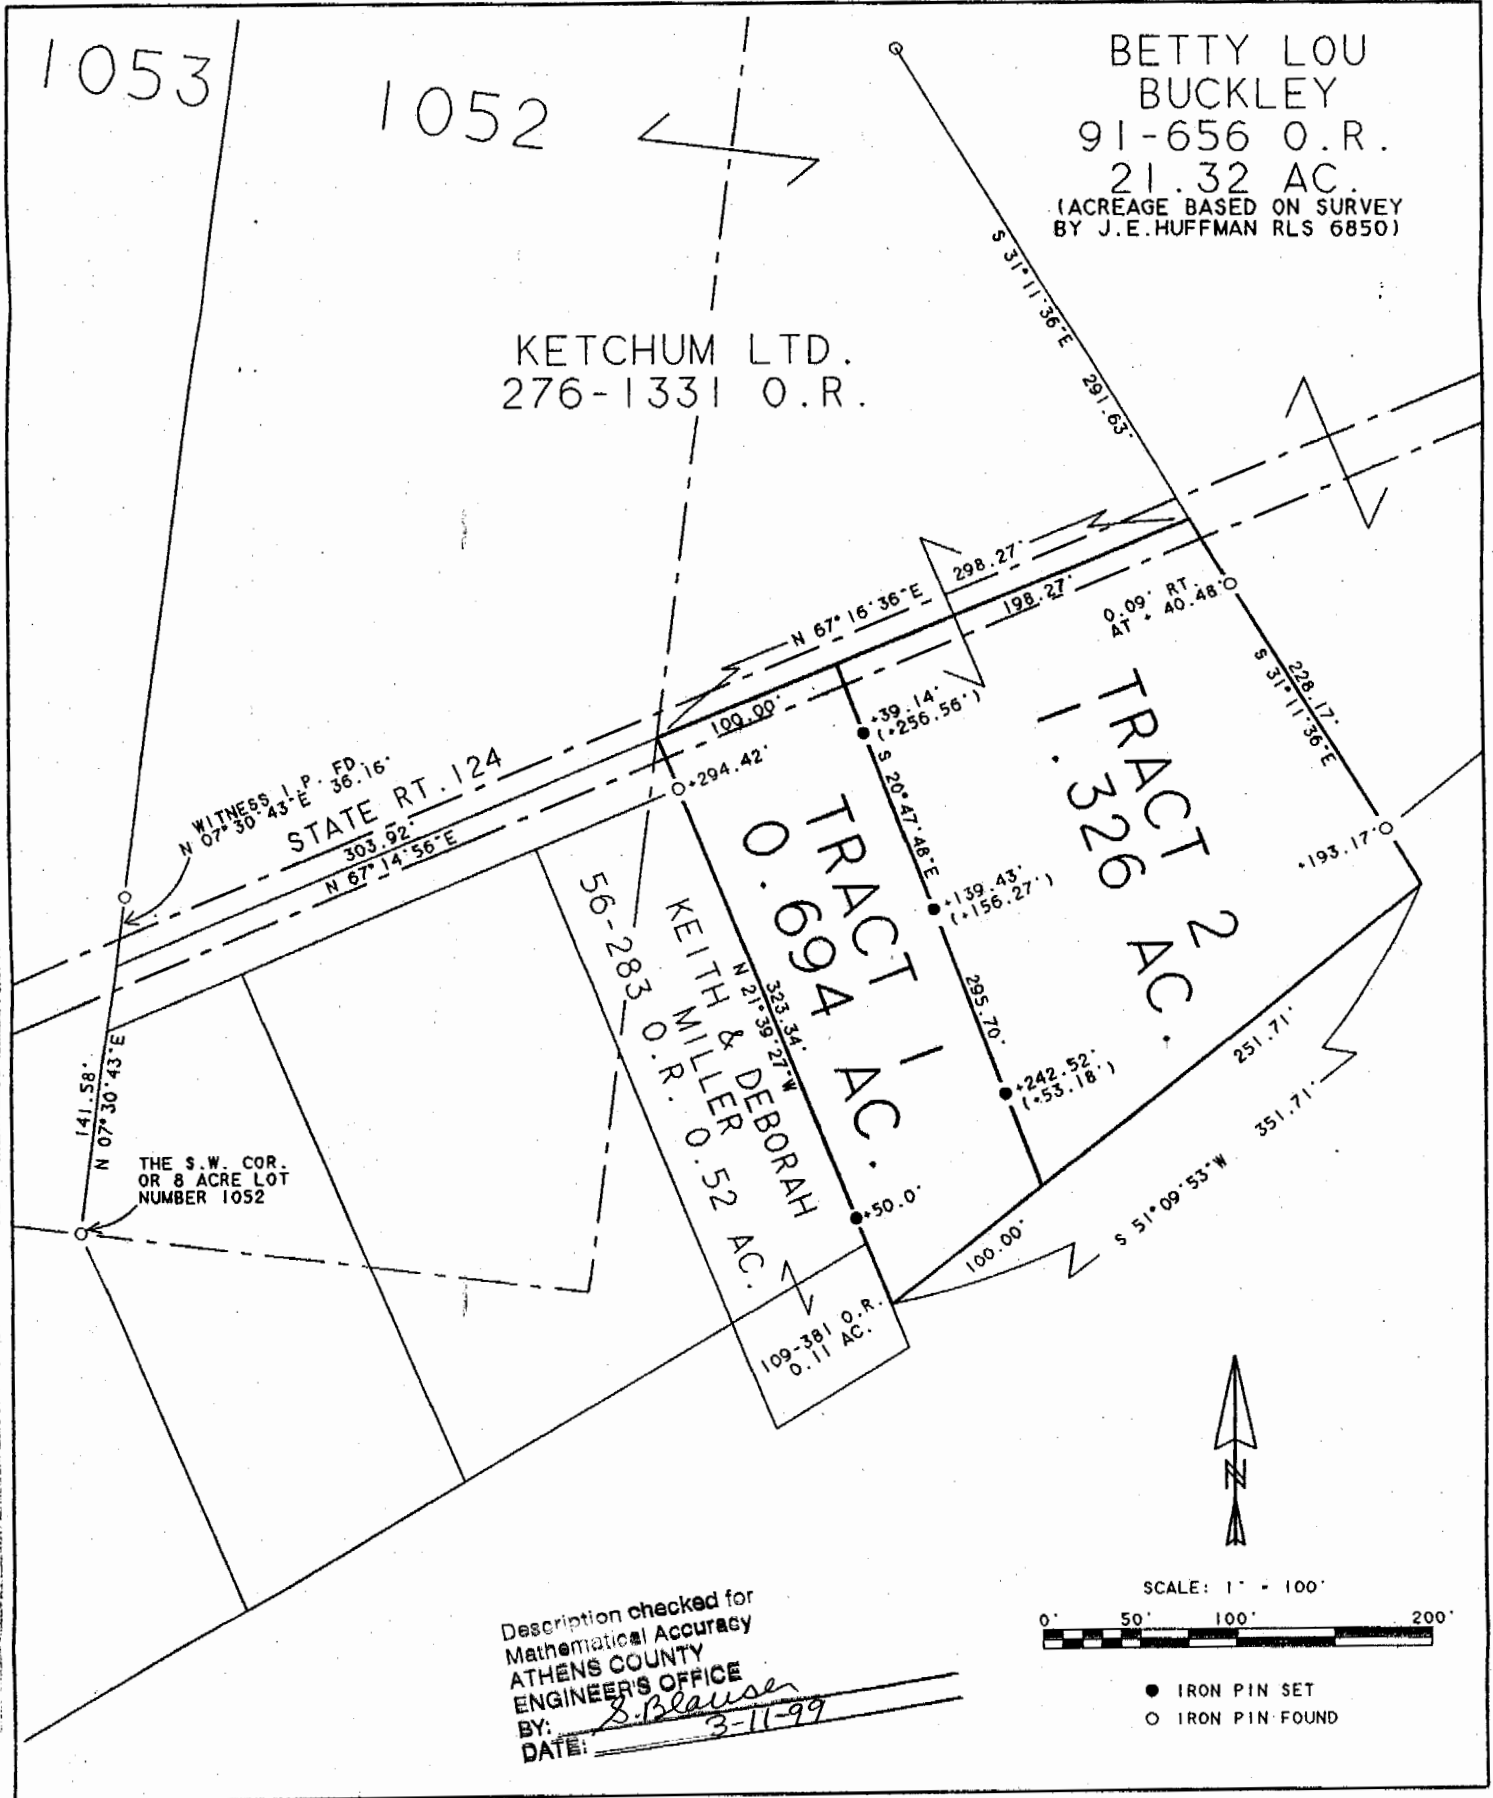 1053
1052
BETTY LOU
BUCKLEY
91-656 O.R.
21.32 AC.
(ACREAGE BASED ON SURVEY
BY J.E.HUFFMAN RLS 6850)
S 31°11'36"E 291.63'
KETCHUM LTD.
276-1331 O.R.
N 67°16'36"E 298.27'
198.27'
0.09' RT.
AT + 40.48'
228.17'
S 31°11'36"E
100.00'
+39.14'
(+256.56')
+294.42'
WITNESS I.P. FD.
N 07°30'43"E 36.16'
STATE RT. 124
303.92'
N 67°14'56"E
S 20°47'48"E
TRACT 2
1.326 AC.
TRACT 1
0.694 AC.
+193.17'
+139.43'
(+156.27')
KEITH & DEBORAH
MILLER
56-283 O.R. 0.52 AC.
323.34'
N 21°39'27"W
295.70'
251.71'
+242.52'
(+53.18')
351.71'
141.58'
N 07°30'43"E
THE S.W. COR.
OR 8 ACRE LOT
NUMBER 1052
+50.0'
100.00'
S 51°09'53"W
109-381 O.R.
0.11 AC.
N
SCALE: 1" = 100'
0' 50' 100' 200'
IRON PIN SET
IRON PIN FOUND
Description checked for
Mathematical Accuracy
ATHENS COUNTY
ENGINEER'S OFFICE
BY: S. Blauser
DATE: 3-11-99